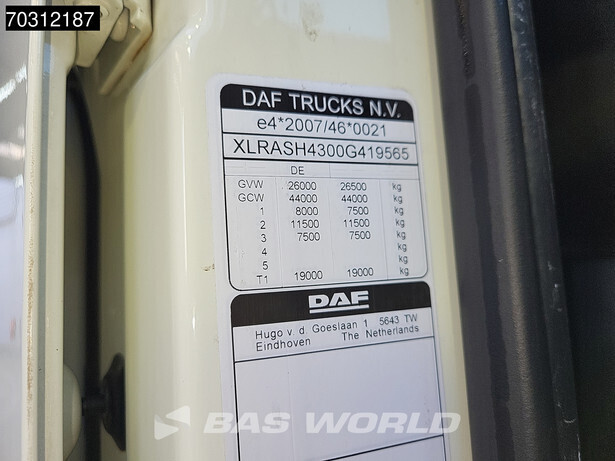 70312187
DAF TRUCKS N.V.
e4*2007/46*0021
XLRASH4300G419565
DE
GVW 26000 26500 kg
GCW 44000 44000 kg
1 8000 7500 kg
2 11500 11500 kg
3 7500 7500 kg
4 kg
5 kg
T1 19000 19000 kg
DAF
Hugo v. d. Goeslaan 1 5643 TW
Eindhoven The Netherlands
BAS WORLD